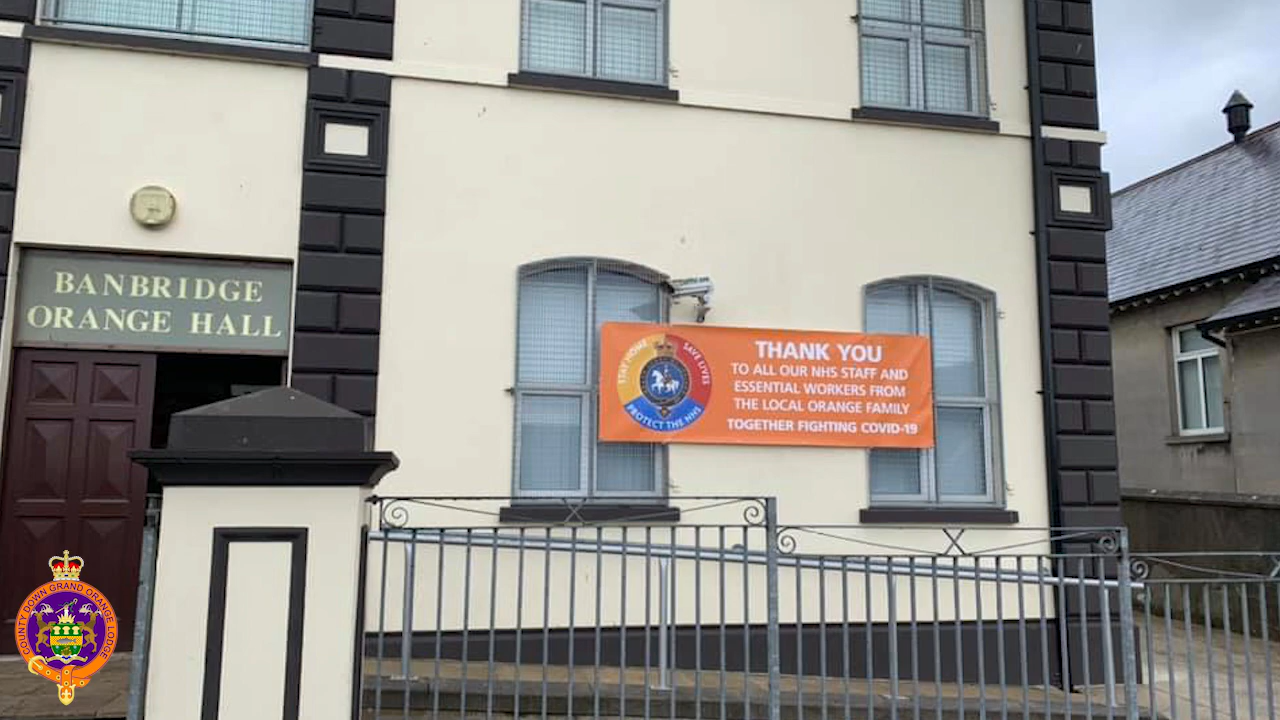 BANBRIDGE
ORANGE HALL
STAY HOME
SAVE LIVES
PROTECT THE NHS
THANK YOU
TO ALL OUR NHS STAFF AND
ESSENTIAL WORKERS FROM
THE LOCAL ORANGE FAMILY
TOGETHER FIGHTING COVID-19
COUNTY DOWN GRAND ORANGE LODGE